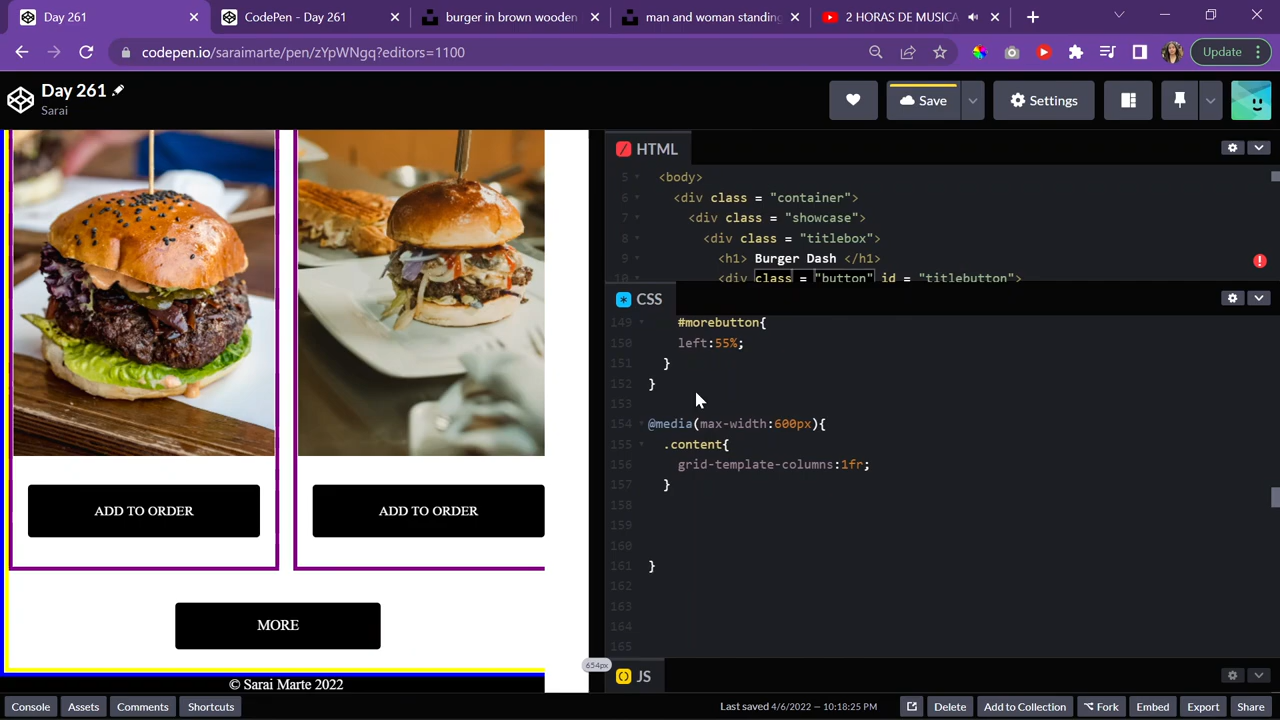 Day 261
CodePen - Day 261
burger in brown wooden
man and woman standing
2 HORAS DE MUSICA
codepen.io/saraimarte/pen/zYpWNgq?editors=1100
Update
Day 261
Sarai
Save
Settings
HTML
5 <body>
6 <div class = "container">
7 <div class = "showcase">
8 <div class = "titlebox">
9 <h1> Burger Dash </h1>
10 <div class = "button" id = "titlebutton">
CSS
149 #morebutton{
150 left:55%;
151 }
152 }
153
154 @media(max-width:600px){
155 .content{
156 grid-template-columns:1fr;
157 }
158
159
160
161 }
162
163
164
165
ADD TO ORDER
ADD TO ORDER
MORE
654px
© Sarai Marte 2022
JS
Console
Assets
Comments
Shortcuts
Last saved 4/6/2022 — 10:18:25 PM
Delete
Add to Collection
Fork
Embed
Export
Share